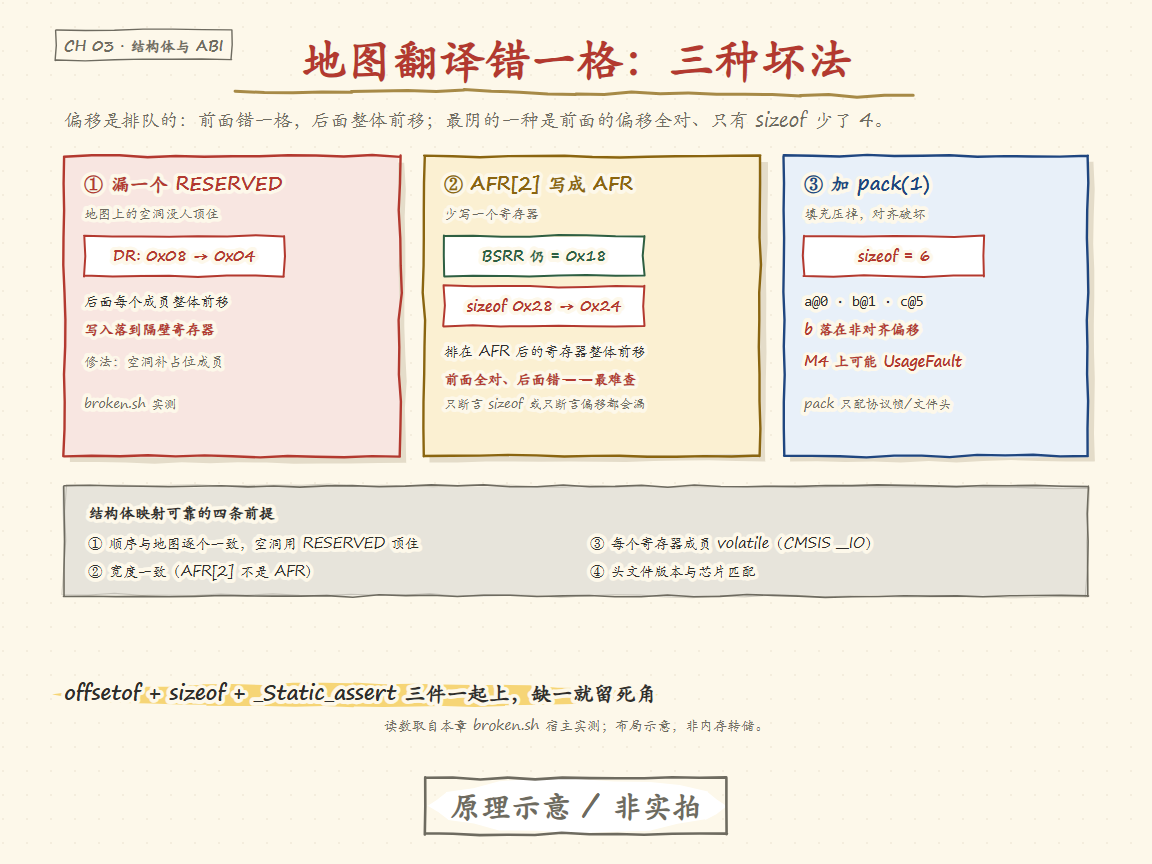 CH 03 · 结构体与 ABI
地图翻译错一格：三种坏法
偏移是排队的：前面错一格，后面整体前移；最阴的一种是前面的偏移全对、只有 sizeof 少了 4。
① 漏一个 RESERVED
地图上的空洞没人顶住
DR: 0x08 → 0x04
后面每个成员整体前移
写入落到隔壁寄存器
修法：空洞补占位成员
broken.sh 实测
② AFR[2] 写成 AFR
少写一个寄存器
BSRR 仍 = 0x18
sizeof 0x28 → 0x24
排在 AFR 后的寄存器整体前移
前面全对、后面错——最难查
只断言 sizeof 或只断言偏移都会漏
③ 加 pack(1)
填充压掉，对齐破坏
sizeof = 6
a@0 · b@1 · c@5
b 落在非对齐偏移
M4 上可能 UsageFault
pack 只配协议帧/文件头
结构体映射可靠的四条前提
① 顺序与地图逐个一致，空洞用 RESERVED 顶住
② 宽度一致（AFR[2] 不是 AFR）
③ 每个寄存器成员 volatile（CMSIS __IO）
④ 头文件版本与芯片匹配
offsetof + sizeof + _Static_assert 三件一起上，缺一就留死角
读数取自本章 broken.sh 宿主实测；布局示意，非内存转储。
原理示意 / 非实拍